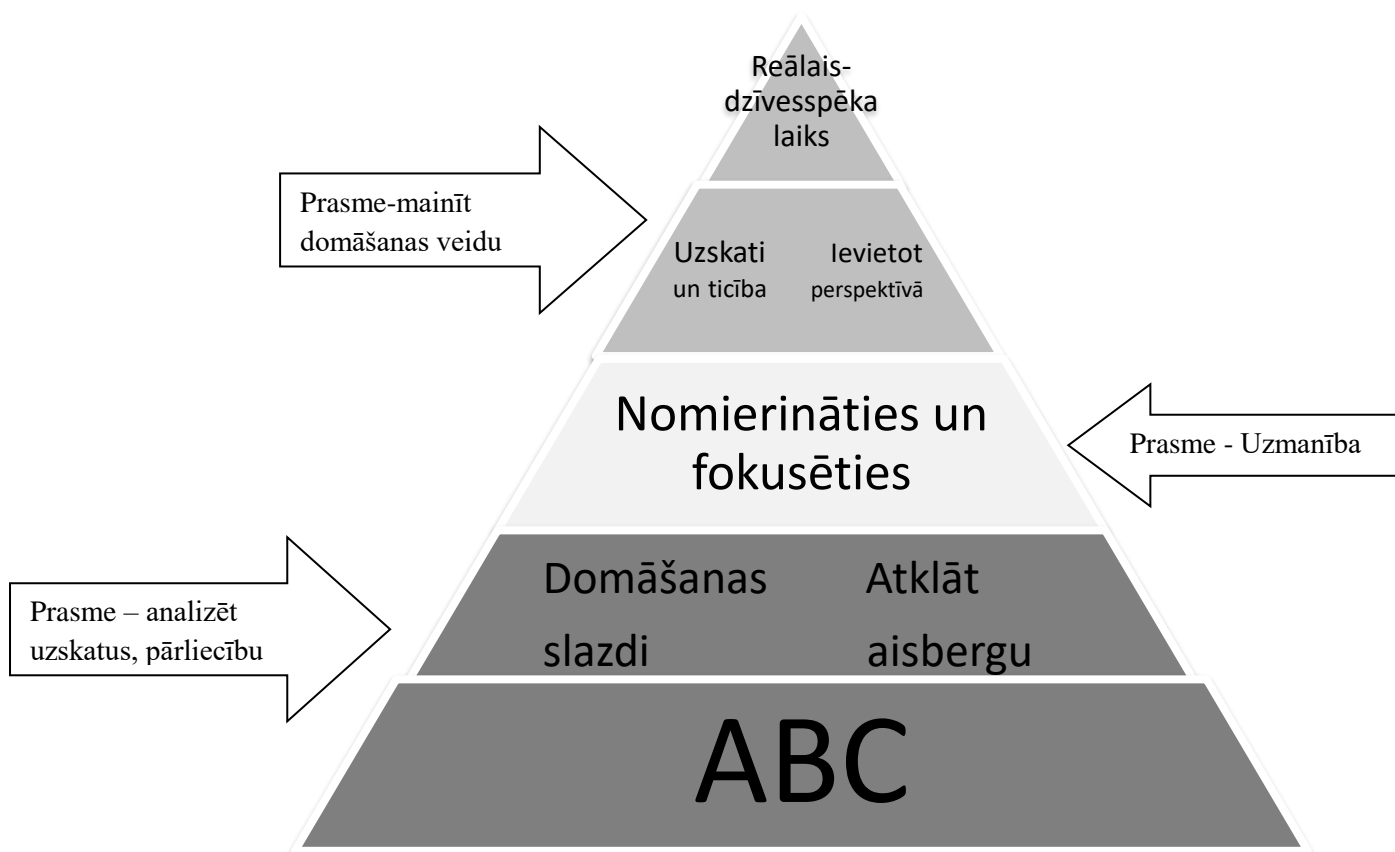 Reālais-
dzīvesspēka
laiks
Prasme-mainīt
domāšanas veidu
Uzskati
un ticība
Ievietot
perspektīvā
Nomierināties un
fokusēties
Prasme - Uzmanība
Domāšanas
slazdi
Atklāt
aisbergu
Prasme – analizēt
uzskatus, pārliecību
ABC